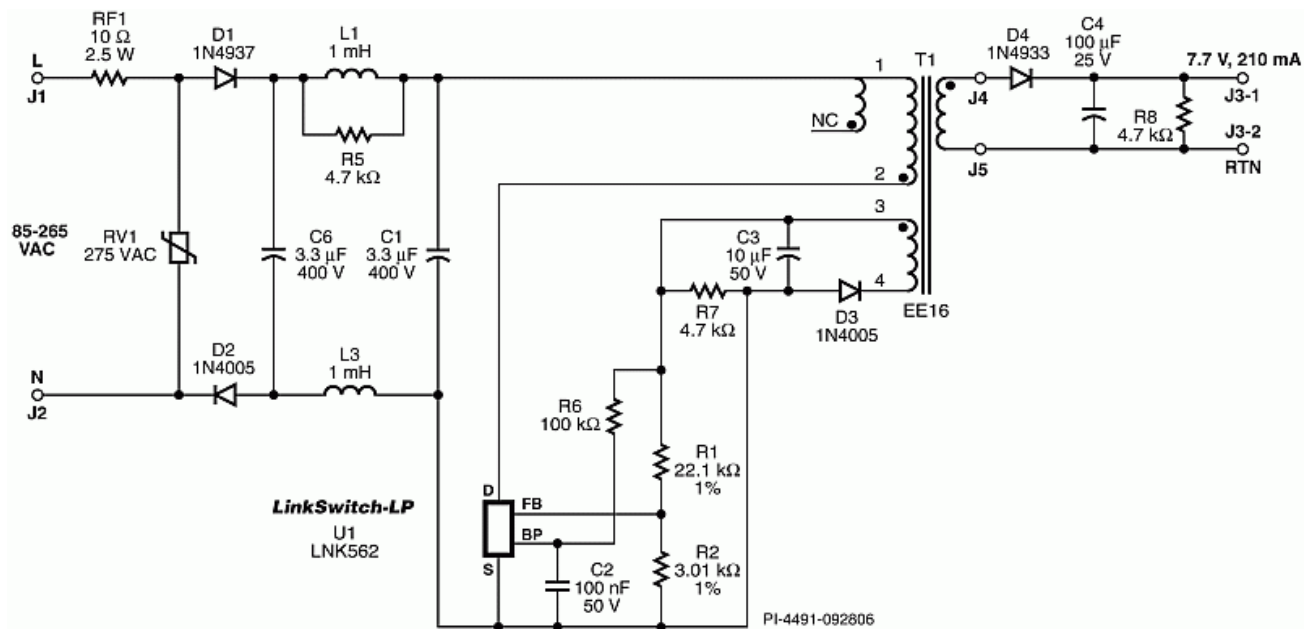 RF1
10 Ω
2.5 W
D1
1N4937
L1
1 mH
D4
1N4933
C4
100 µF
25 V
7.7 V, 210 mA
L
J1
1
T1
J4
J3-1
NC
R5
4.7 kΩ
R8
4.7 kΩ
J3-2
RTN
J5
2
85-265
VAC
RV1
275 VAC
C6
3.3 µF
400 V
C1
3.3 µF
400 V
3
C3
10 µF
50 V
4
R7
4.7 kΩ
D3
1N4005
EE16
N
J2
D2
1N4005
L3
1 mH
R6
100 kΩ
R1
22.1 kΩ
1%
LinkSwitch-LP
U1
LNK562
D
FB
BP
S
C2
100 nF
50 V
R2
3.01 kΩ
1%
PI-4491-092806